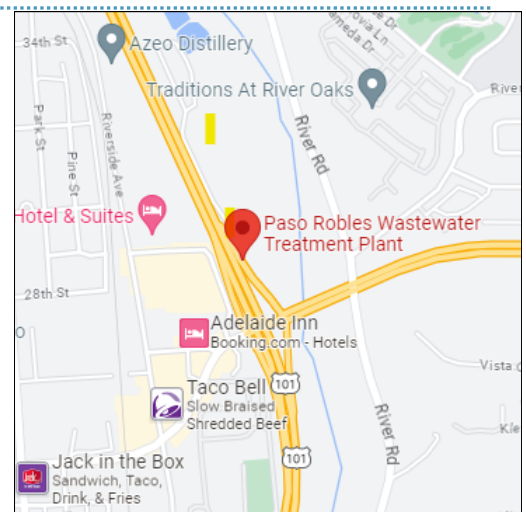 34th St
Azeo Distillery
Traditions At River Oaks
River
River Rd
Park St
Pine St
Riverside Ave
Hotel & Suites
Paso Robles Wastewater
Treatment Plant
28th St
Adelaide Inn
Booking.com - Hotels
Vista
Taco Bell
Slow Braised
Shredded Beef
101
River Rd
101
Jack in the Box
Sandwich, Taco,
Drink, & Fries